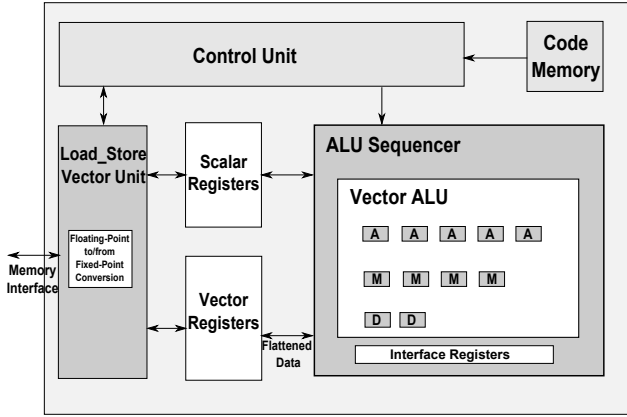 Control Unit
Code
Memory
Load_Store
Vector Unit
Floating-Point
to/from
Fixed-Point
Conversion
Memory
Interface
Scalar
Registers
Vector
Registers
Flattened
Data
ALU Sequencer
Vector ALU
A A A A A
M M M M
D D
Interface Registers